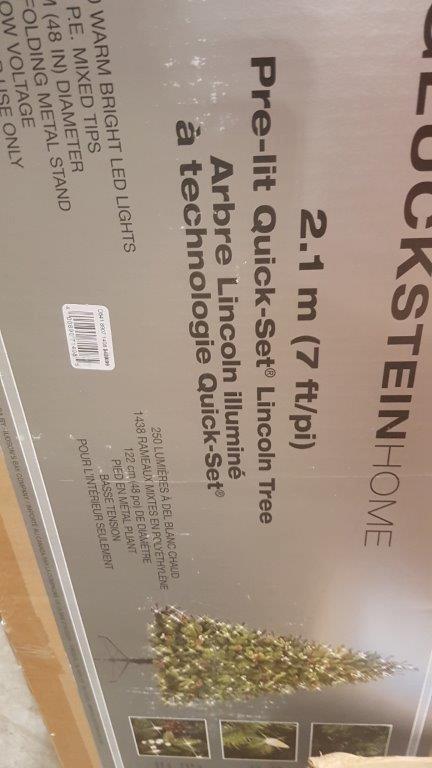 GLUCKSTEINHOME
2.1 m (7 ft/pi)
Pre-lit Quick-Set® Lincoln Tree
Arbre Lincoln illuminé
à technologie Quick-Set®
WARM BRIGHT LED LIGHTS
P.E. MIXED TIPS
(48 IN) DIAMETER
FOLDING METAL STAND
LOW VOLTAGE
USE ONLY
250 LUMIÈRES À DEL BLANC CHAUD
1438 RAMEAUX MIXTES EN POLYÉTHYLÈNE
122 cm (48 po) DE DIAMÈTRE
PIED EN MÉTAL PLIANT
BASSE TENSION
POUR L'INTÉRIEUR SEULEMENT